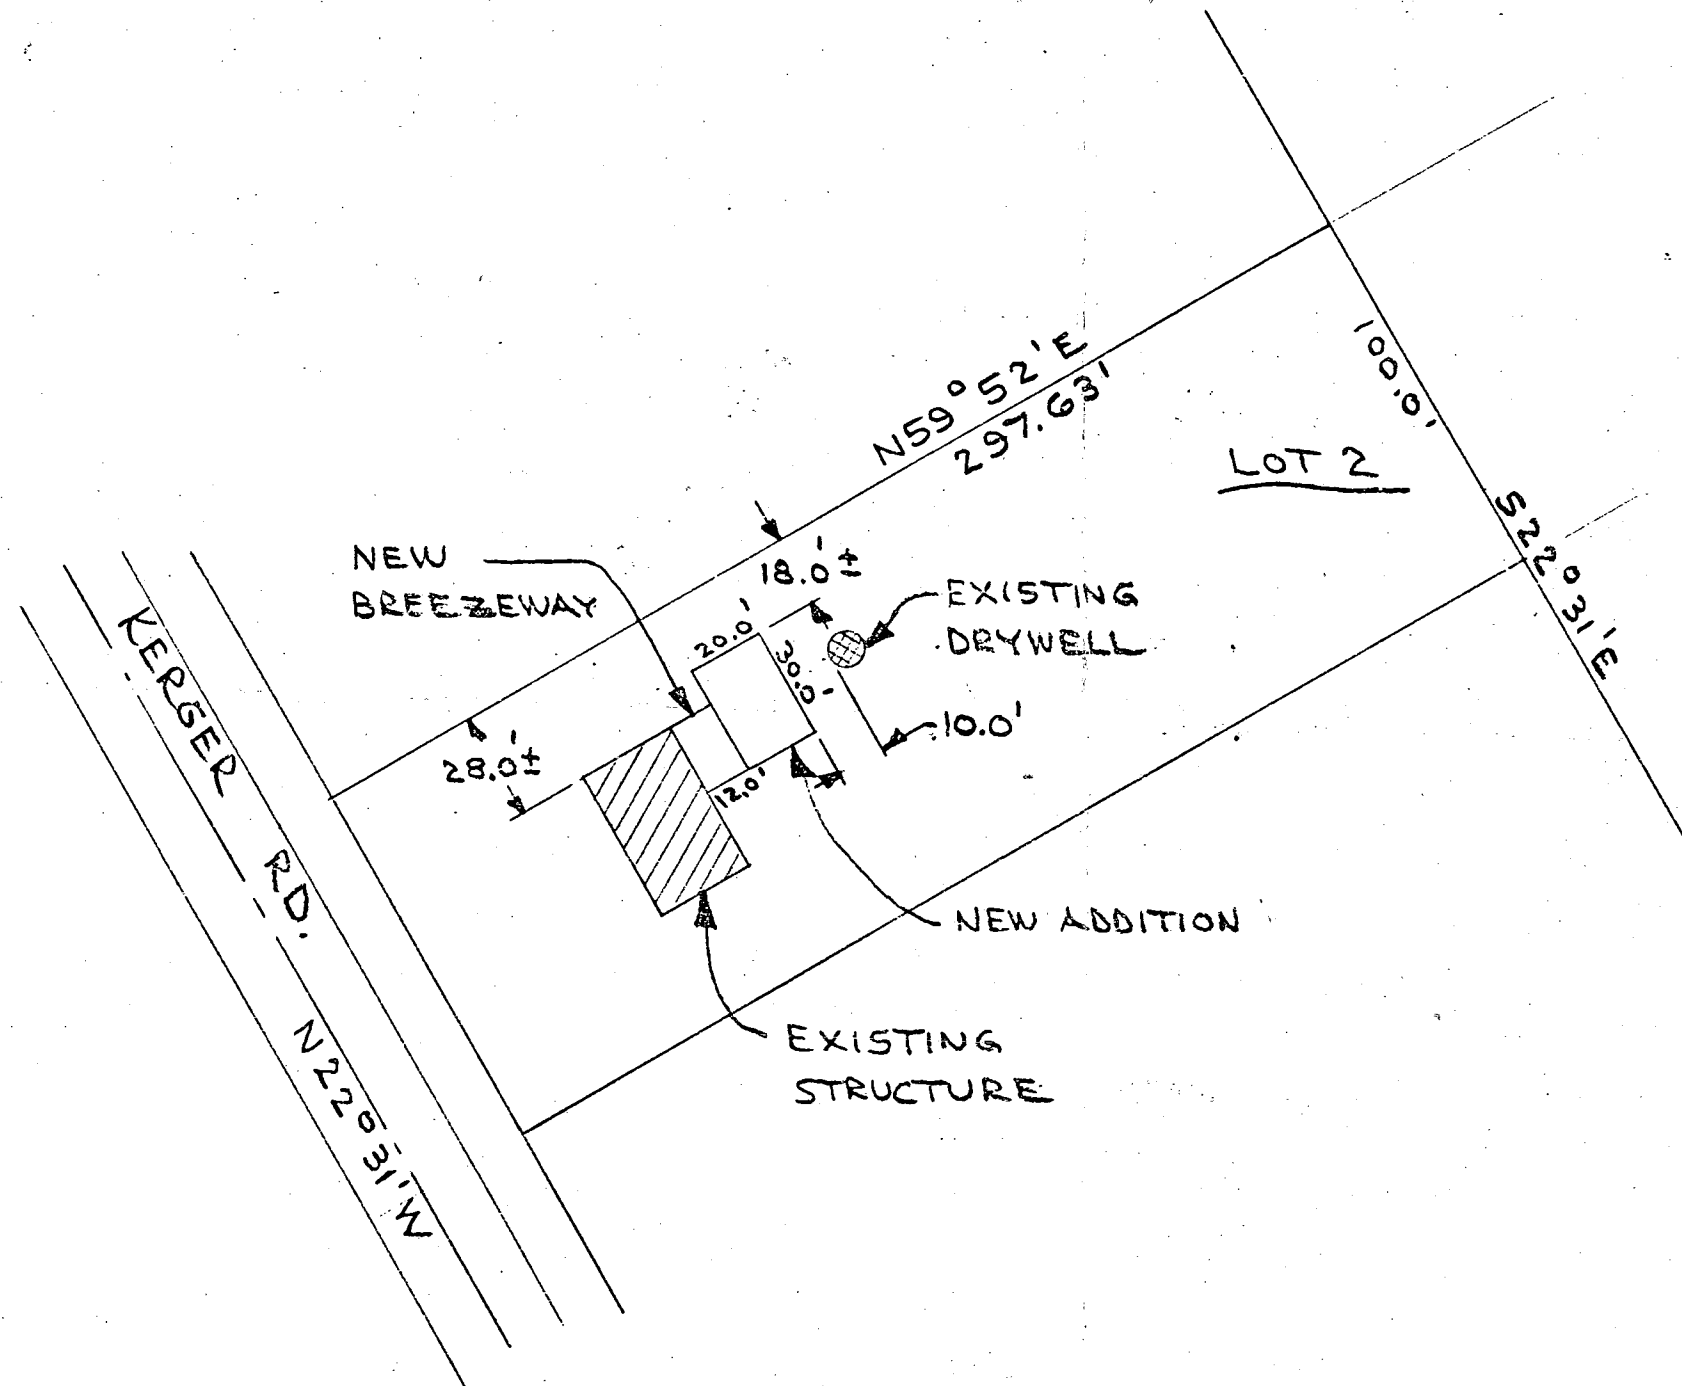 N59° 52' E
297.63'
100.0'
LOT 2
S22° 31' E
NEW
BREEZEWAY
18.0'±
EXISTING
DRYWELL
20.0'
30.0'
10.0'
28.0'±
12.0'
KERGER RD.
NEW ADDITION
EXISTING
STRUCTURE
N22° 31' W